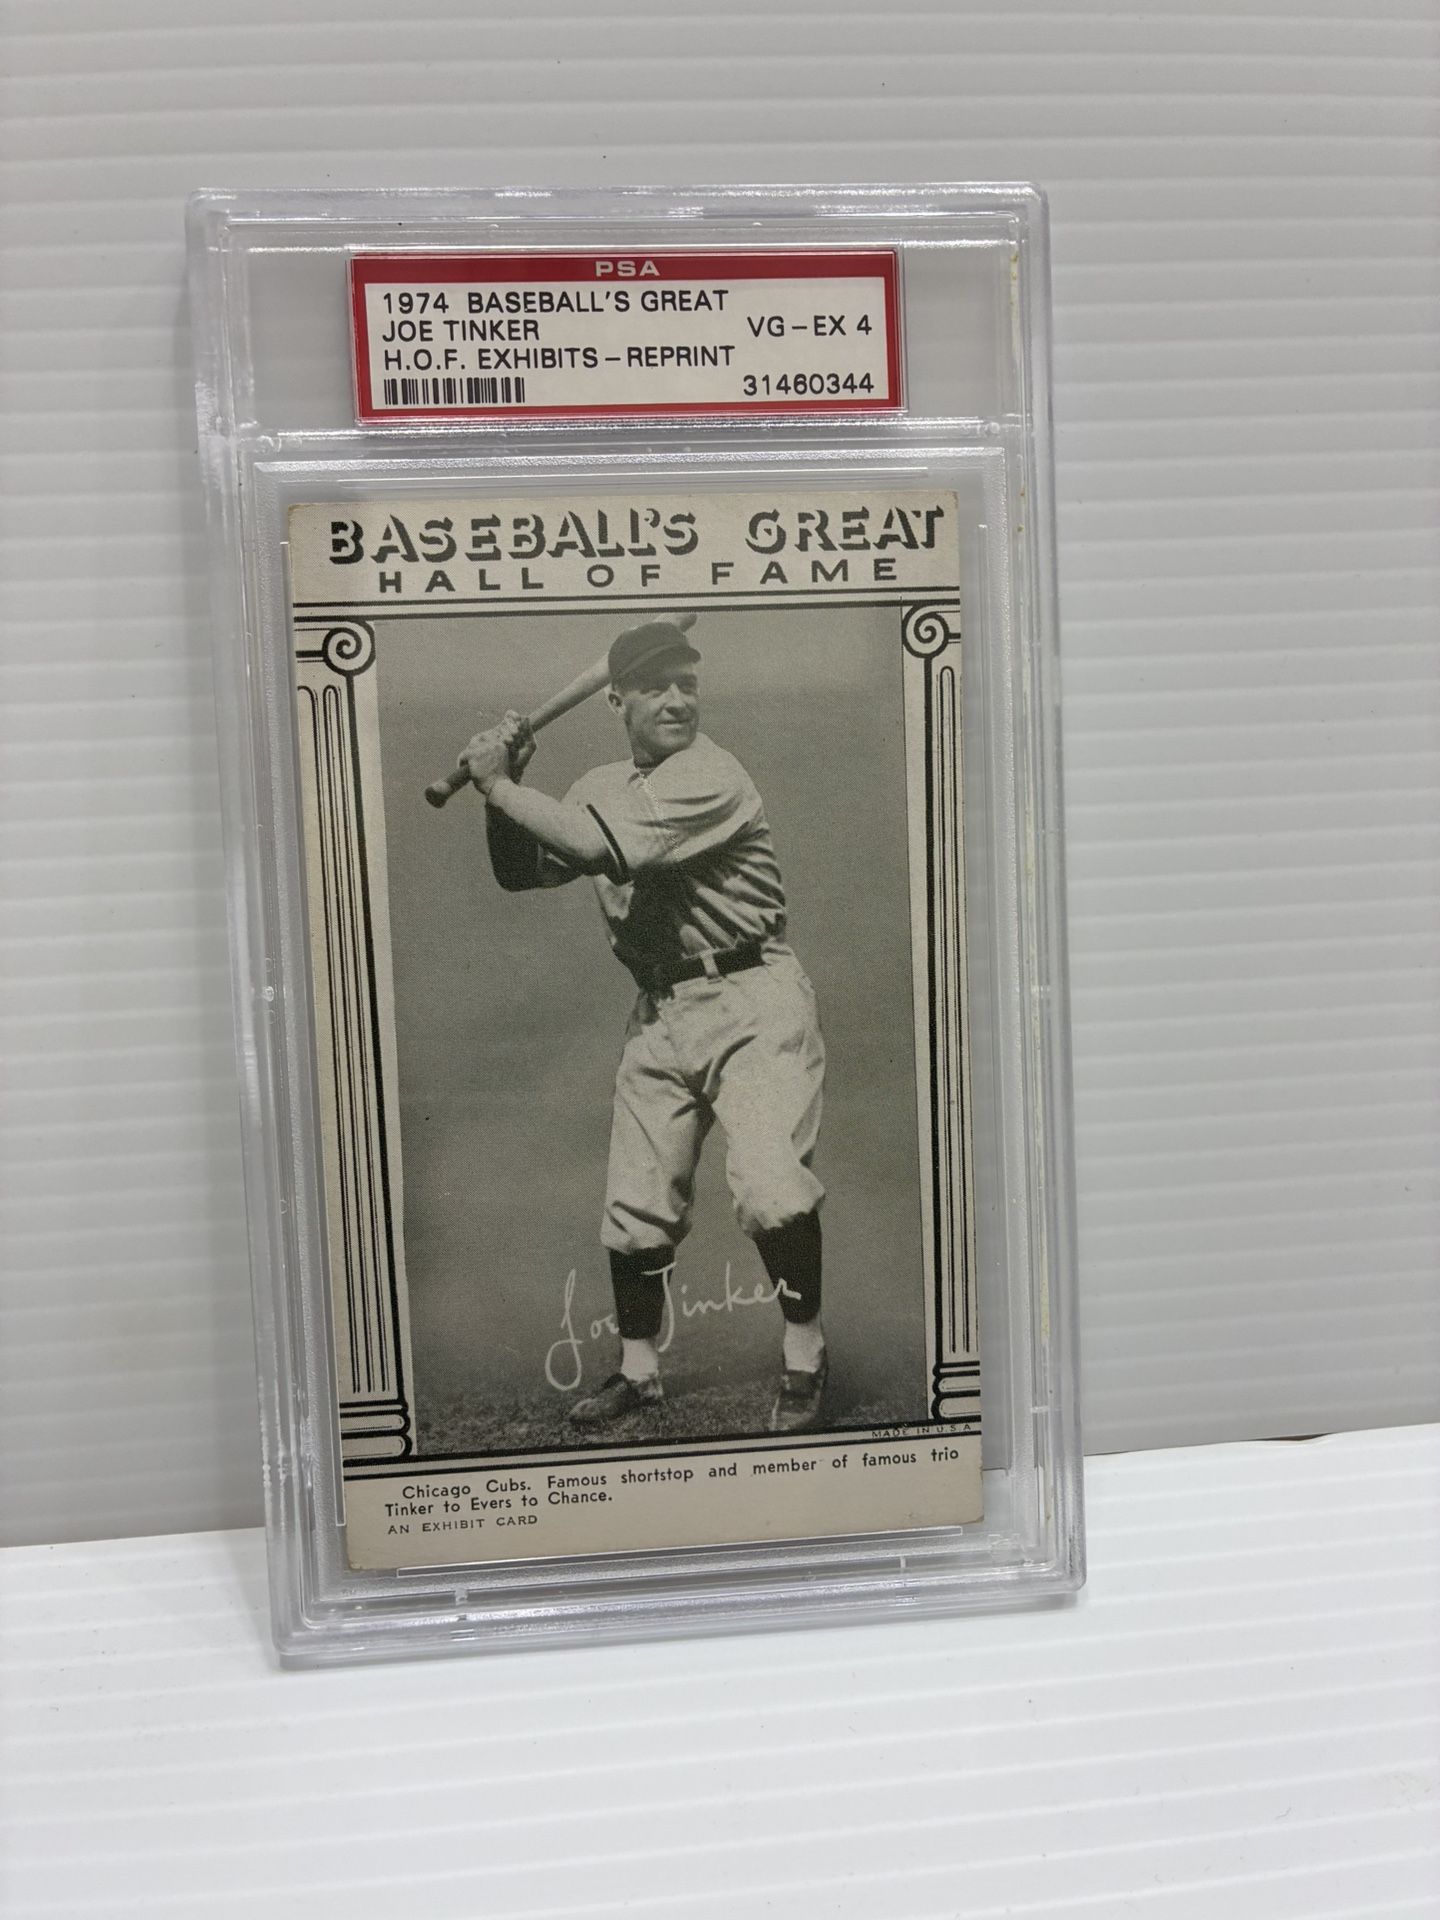 PSA
1974 BASEBALL'S GREAT
JOE TINKER VG-EX 4
H.O.F. EXHIBITS-REPRINT
31460344
BASEBALL'S GREAT
HALL OF FAME
Joe Tinker
MADE IN U.S.A
Chicago Cubs. Famous shortstop and member of famous trio
Tinker to Evers to Chance.
AN EXHIBIT CARD